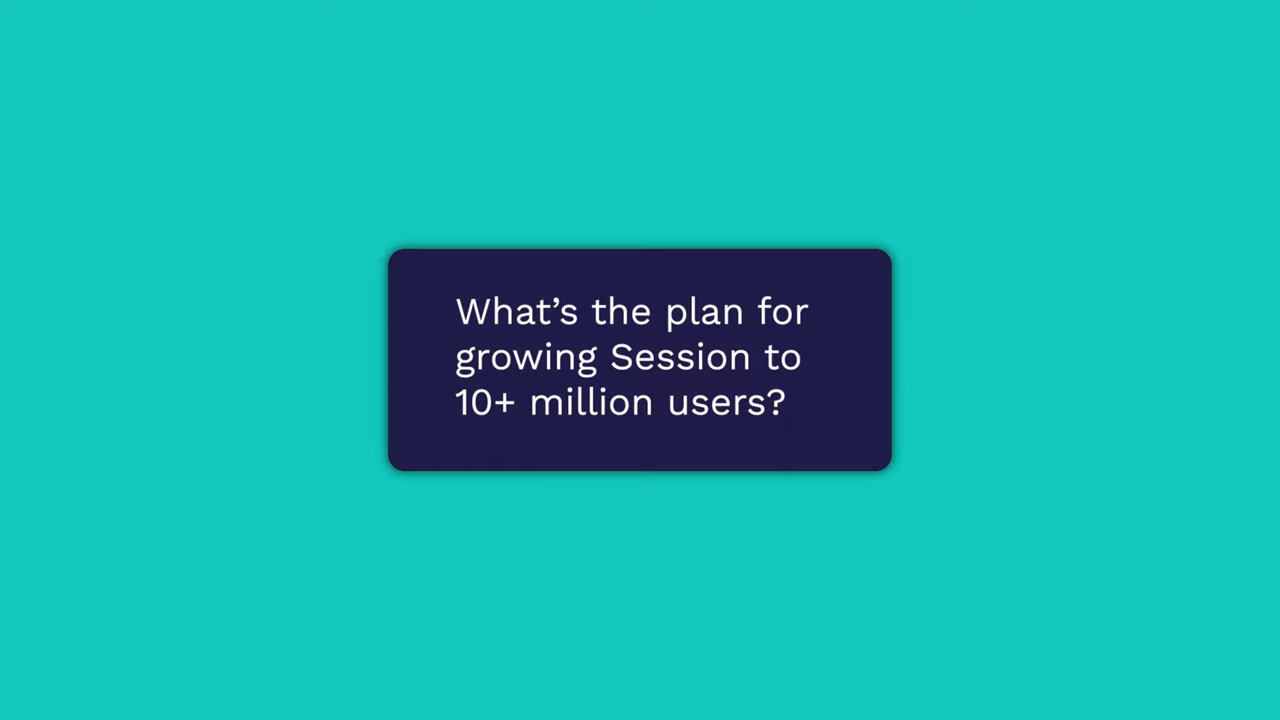 What’s the plan for
growing Session to
10+ million users?